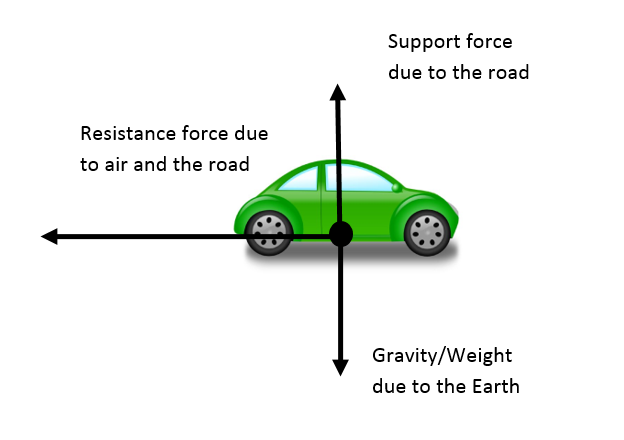 Support force
due to the road
Resistance force due
to air and the road
Gravity/Weight
due to the Earth